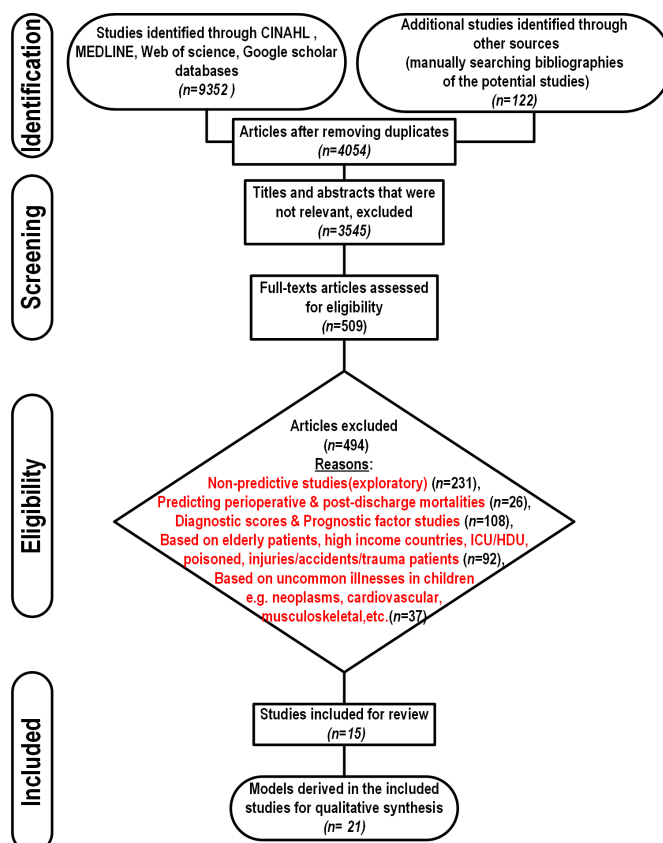 Identification
Studies identified through CINAHL ,
MEDLINE, Web of science, Google scholar
databases
(n=9352 )
Additional studies identified through
other sources
(manually searching bibliographies
of the potential studies)
(n=122)
Articles after removing duplicates
(n=4054)
Screening
Titles and abstracts that were
not relevant, excluded
(n=3545)
Full-texts articles assessed
for eligibility
(n=509)
Eligibility
Articles excluded
(n=494)
Reasons:
Non-predictive studies(exploratory) (n=231),
Predicting perioperative & post-discharge mortalities (n=26),
Diagnostic scores & Prognostic factor studies (n=108),
Based on elderly patients, high income countries, ICU/HDU,
poisoned, injuries/accidents/trauma patients (n=92),
Based on uncommon illnesses in children
e.g. neoplasms, cardiovascular,
musculoskeletal,etc.(n=37)
Included
Studies included for review
(n=15)
Models derived in the included
studies for qualitative synthesis
(n= 21)